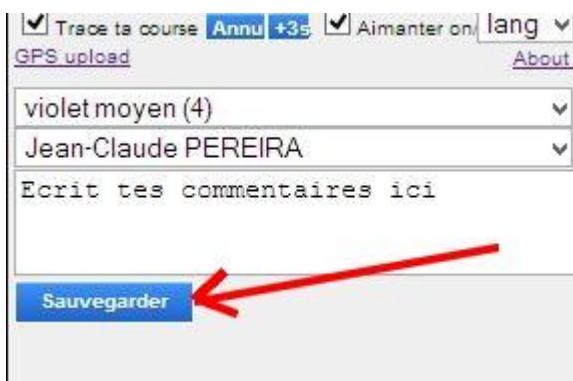 Trace ta course Annu +3s Aimanter on/ lang
GPS upload About
violet moyen (4)
Jean-Claude PEREIRA
Ecrit tes commentaires ici
Sauvegarder